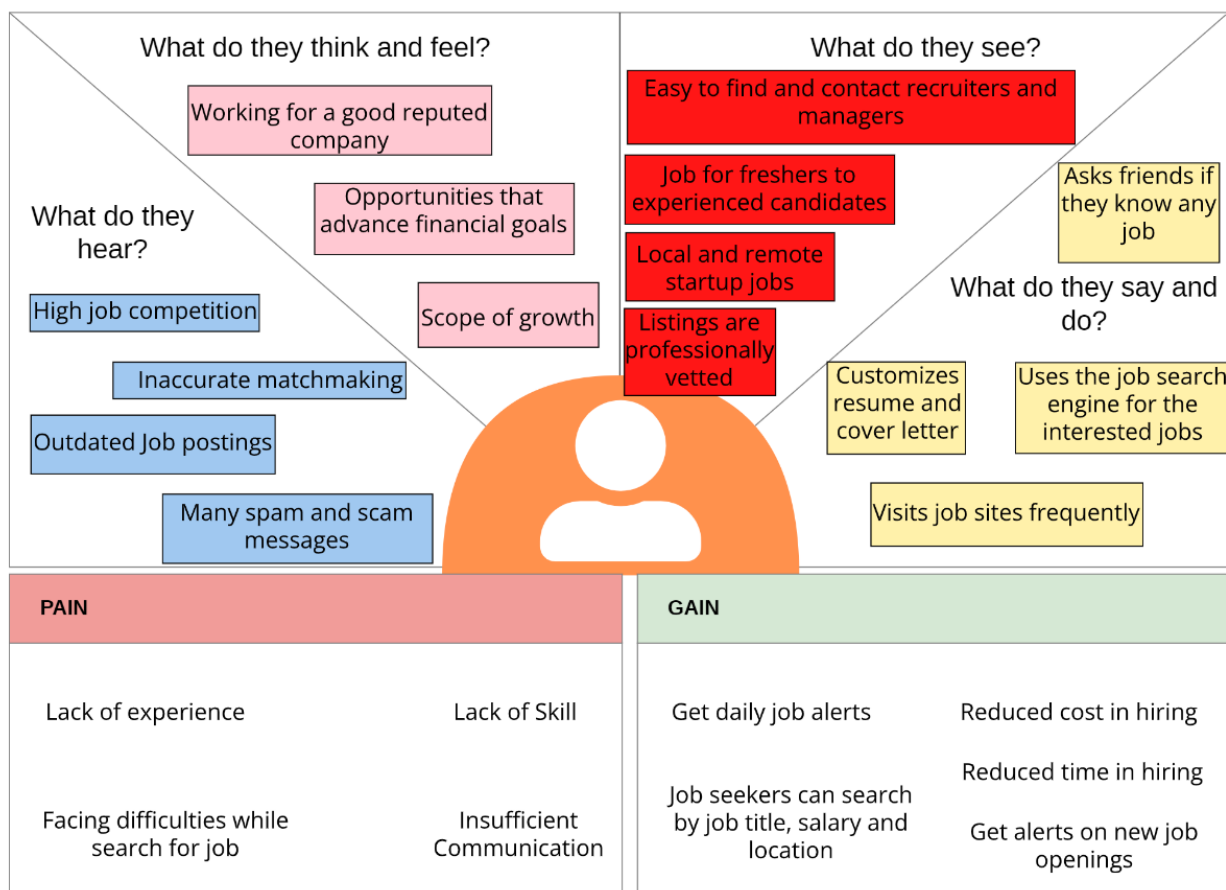 What do they think and feel?
Working for a good reputed
company
Opportunities that
advance financial goals
Scope of growth
What do they see?
Easy to find and contact recruiters and
managers
Job for freshers to
experienced candidates
Local and remote
startup jobs
Listings are
professionally
vetted
What do they
hear?
High job competition
Inaccurate matchmaking
Outdated Job postings
Many spam and scam
messages
Asks friends if
they know any
job
What do they say and
do?
Customizes
resume and
cover letter
Uses the job search
engine for the
interested jobs
Visits job sites frequently
PAIN
Lack of experience
Lack of Skill
Facing difficulties while
search for job
Insufficient
Communication
GAIN
Get daily job alerts
Reduced cost in hiring
Reduced time in hiring
Job seekers can search
by job title, salary and
location
Get alerts on new job
openings